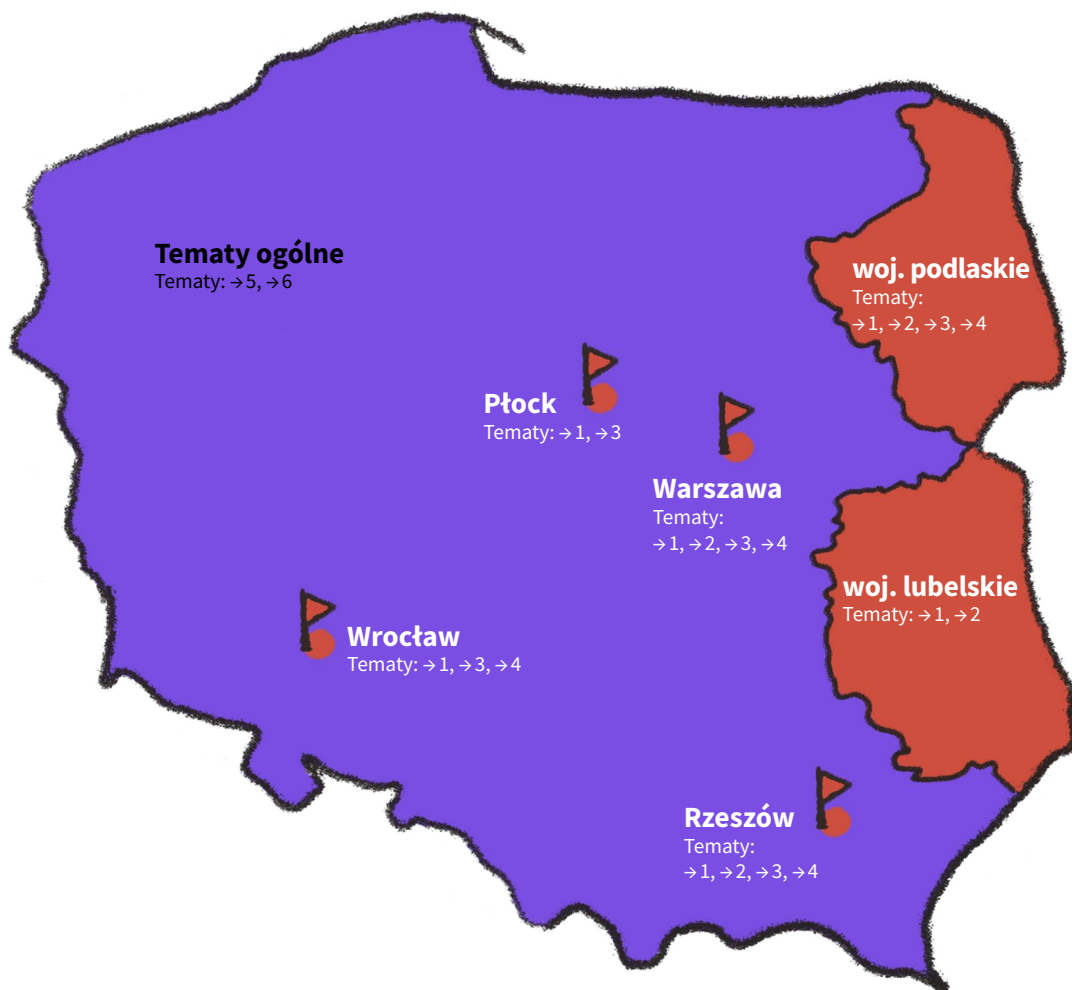 Tematy ogólne
Tematy: →5, →6
woj. podlaskie
Tematy:
→1, →2, →3, →4
Płock
Tematy: →1, →3
Warszawa
Tematy:
→1, →2, →3, →4
woj. lubelskie
Tematy: →1, →2
Wrocław
Tematy: →1, →3, →4
Rzeszów
Tematy:
→1, →2, →3, →4